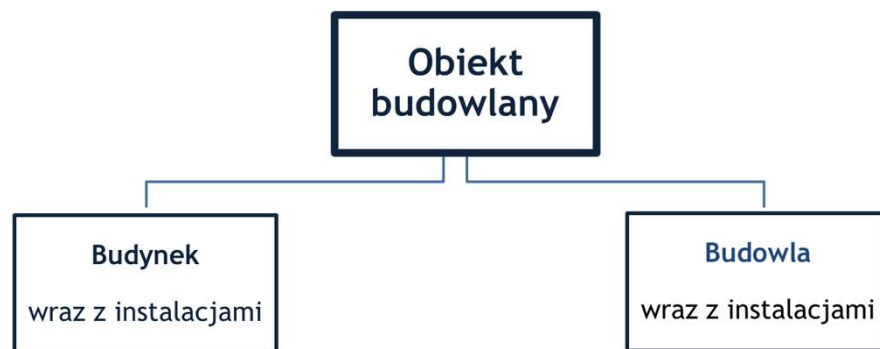 Obiekt
budowlany
Budynek
wraz z instalacjami
Budowla
wraz z instalacjami